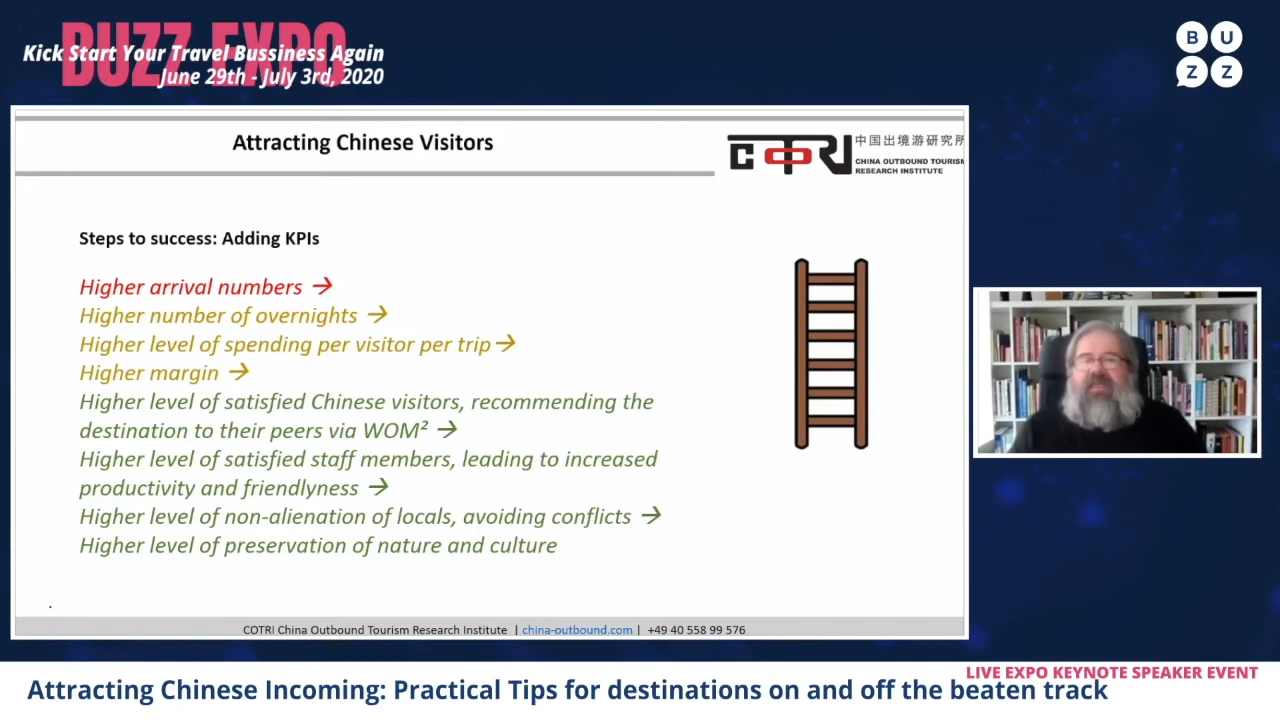 BUZZ EXPO
Kick Start Your Travel Bussiness Again
June 29th - July 3rd, 2020
B U
Z Z
Attracting Chinese Visitors
COTRI
中国出境游研究所
CHINA OUTBOUND TOURISM
RESEARCH INSTITUTE
Steps to success: Adding KPIs
Higher arrival numbers →
Higher number of overnights →
Higher level of spending per visitor per trip →
Higher margin →
Higher level of satisfied Chinese visitors, recommending the
destination to their peers via WOM² →
Higher level of satisfied staff members, leading to increased
productivity and friendlyness →
Higher level of non-alienation of locals, avoiding conflicts →
Higher level of preservation of nature and culture
.
COTRI China Outbound Tourism Research Institute | china-outbound.com | +49 40 558 99 576
LIVE EXPO KEYNOTE SPEAKER EVENT
Attracting Chinese Incoming: Practical Tips for destinations on and off the beaten track